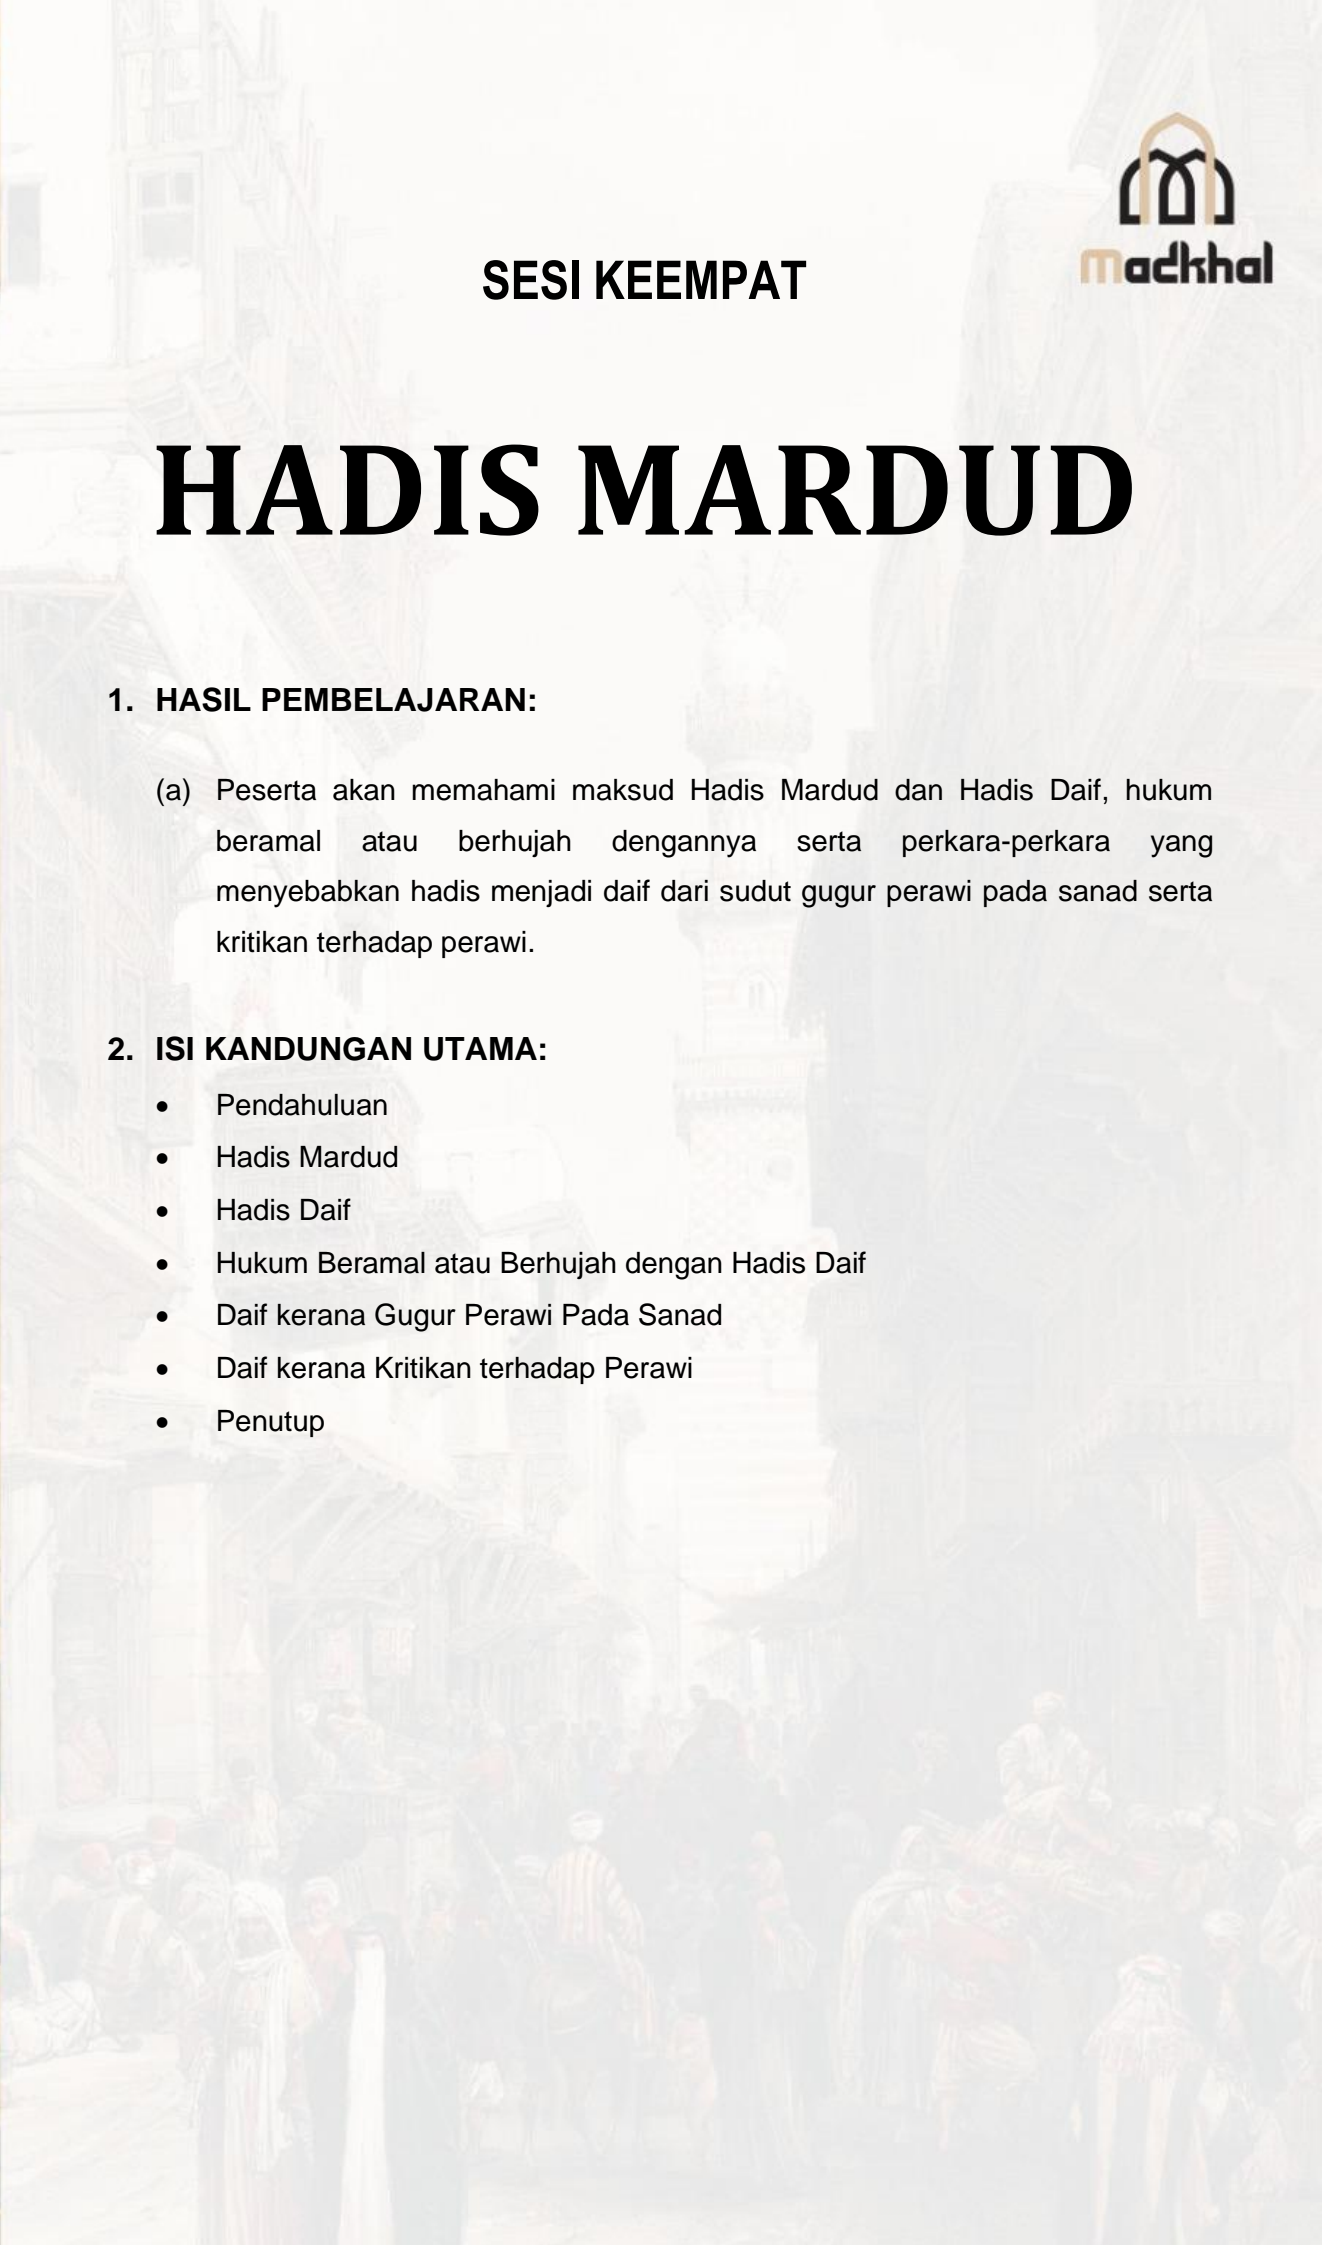 madkhal
SESI KEEMPAT
HADIS MARDUD
1. HASIL PEMBELAJARAN:
(a) Peserta akan memahami maksud Hadis Mardud dan Hadis Daif, hukum
beramal atau berhujah dengannya serta perkara-perkara yang
menyebabkan hadis menjadi daif dari sudut gugur perawi pada sanad serta
kritikan terhadap perawi.
2. ISI KANDUNGAN UTAMA:
• Pendahuluan
• Hadis Mardud
• Hadis Daif
• Hukum Beramal atau Berhujah dengan Hadis Daif
• Daif kerana Gugur Perawi Pada Sanad
• Daif kerana Kritikan terhadap Perawi
• Penutup